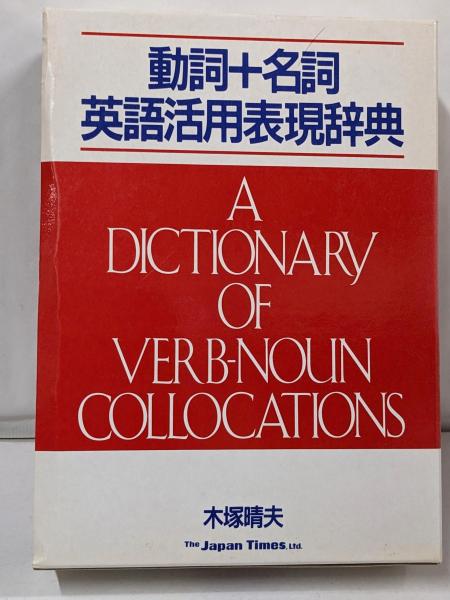 動詞+名詞
英語活用表現辞典
A
DICTIONARY
OF
VERB-NOUN
COLLOCATIONS
木塚晴夫
The Japan Times, Ltd.